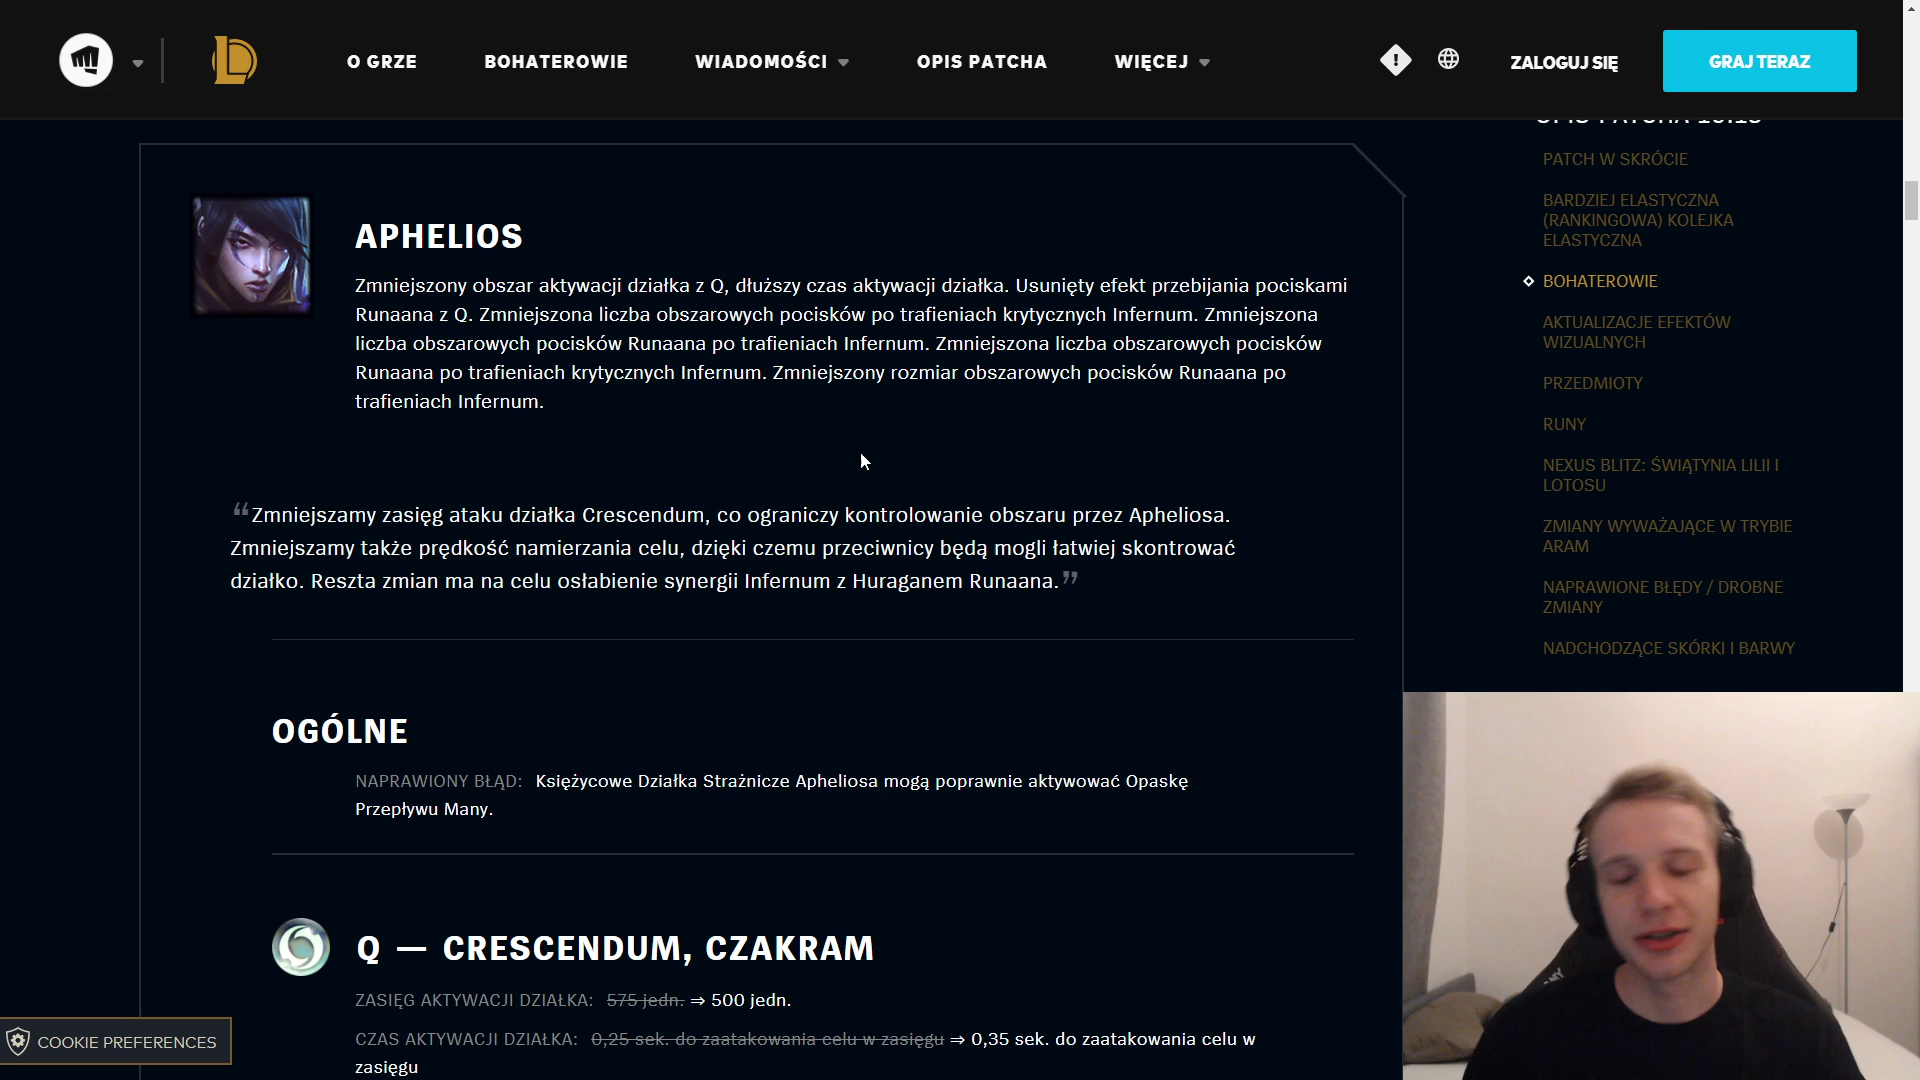 O GRZE
BOHATEROWIE
WIADOMOŚCI
OPIS PATCHA
WIĘCEJ
ZALOGUJ SIĘ
GRAJ TERAZ
APHELIOS
Zmniejszony obszar aktywacji działka z Q, dłuższy czas aktywacji działka. Usunięty efekt przebijania pociskami
Runaana z Q. Zmniejszona liczba obszarowych pocisków po trafieniach krytycznych Infernum. Zmniejszona
liczba obszarowych pocisków Runaana po trafieniach Infernum. Zmniejszona liczba obszarowych pocisków
Runaana po trafieniach krytycznych Infernum. Zmniejszony rozmiar obszarowych pocisków Runaana po
trafieniach Infernum.
“Zmniejszamy zasięg ataku działka Crescendum, co ograniczy kontrolowanie obszaru przez Apheliosa.
Zmniejszamy także prędkość namierzania celu, dzięki czemu przeciwnicy będą mogli łatwiej skontrować
działko. Reszta zmian ma na celu osłabienie synergii Infernum z Huraganem Runaana.”
OGÓLNE
NAPRAWIONY BŁĄD: Księżycowe Działka Strażnicze Apheliosa mogą poprawnie aktywować Opaskę
Przepływu Many.
Q — CRESCENDUM, CZAKRAM
ZASIĘG AKTYWACJI DZIAŁKA: 575 jedn. ⇒ 500 jedn.
CZAS AKTYWACJI DZIAŁKA: 0,25 sek. do zaatakowania celu w zasięgu ⇒ 0,35 sek. do zaatakowania celu w
zasięgu
COOKIE PREFERENCES
OPIS PATCHA 10.15
PATCH W SKRÓCIE
BARDZIEJ ELASTYCZNA
(RANKINGOWA) KOLEJKA
ELASTYCZNA
BOHATEROWIE
AKTUALIZACJE EFEKTÓW
WIZUALNYCH
PRZEDMIOTY
RUNY
NEXUS BLITZ: ŚWIĄTYNIA LILII I
LOTOSU
ZMIANY WYWAŻAJĄCE W TRYBIE
ARAM
NAPRAWIONE BŁĘDY / DROBNE
ZMIANY
NADCHODZĄCE SKÓRKI I BARWY